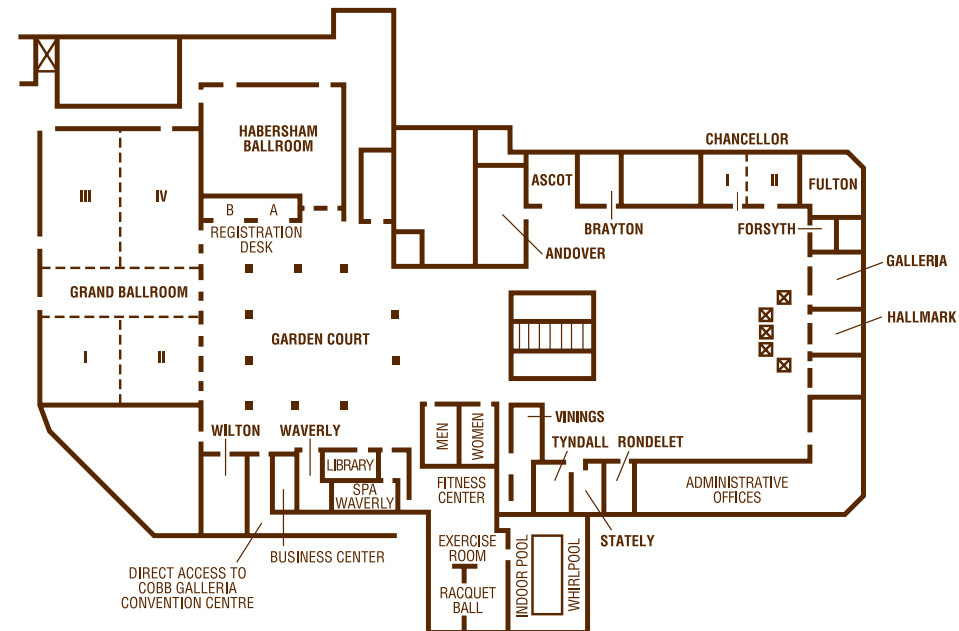 HABERSHAM
BALLROOM
CHANCELLOR
III
IV
ASCOT
I
II
FULTON
B
A
REGISTRATION
DESK
BRAYTON
FORSYTH
ANDOVER
GALLERIA
GRAND BALLROOM
HALLMARK
GARDEN COURT
I
II
WILTON
WAVERLY
MEN
WOMEN
VININGS
TYNDALL
RONDELET
LIBRARY
SPA
WAVERLY
FITNESS
CENTER
ADMINISTRATIVE
OFFICES
STATELY
BUSINESS CENTER
EXERCISE
ROOM
INDOOR POOL
WHIRLPOOL
DIRECT ACCESS TO
COBB GALLERIA
CONVENTION CENTRE
RACQUET
BALL